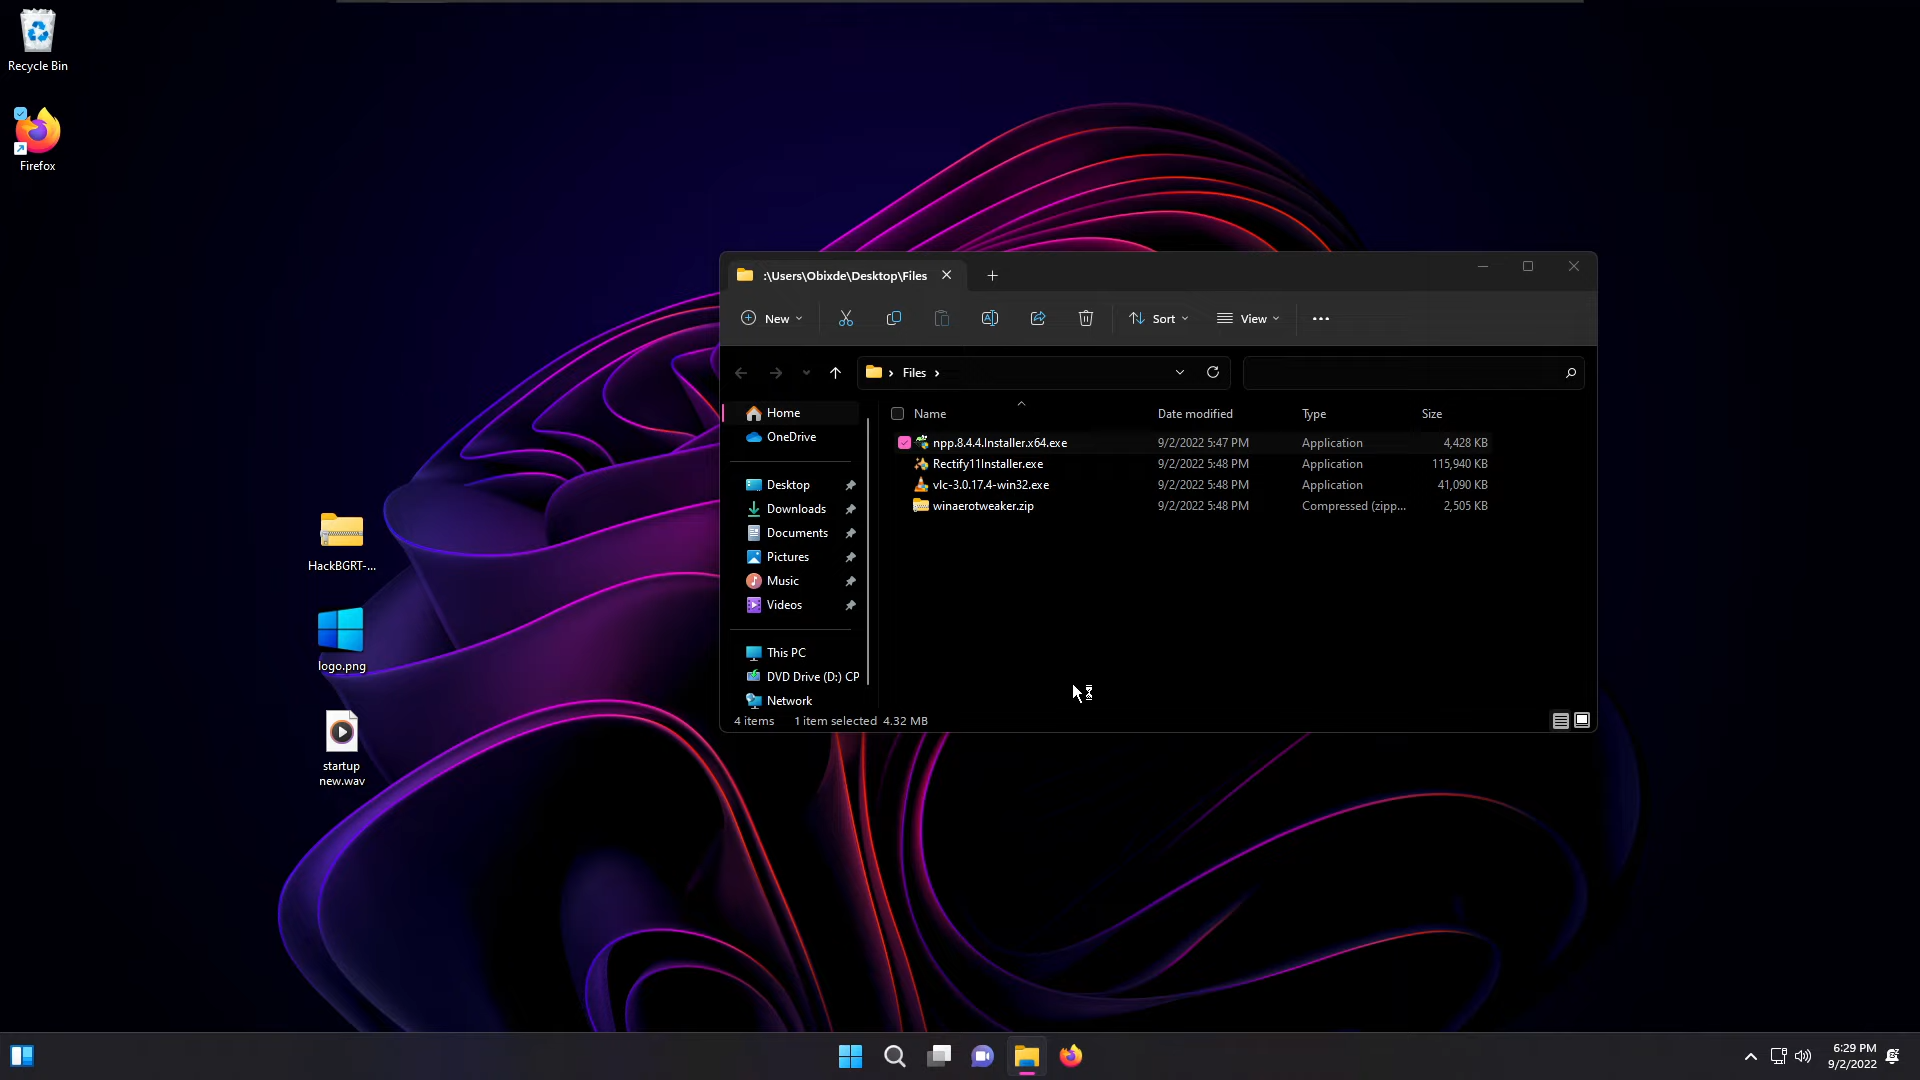 Recycle Bin
Firefox
HackBGRT-...
logo.png
startup
new.wav
:\Users\Obixde\Desktop\Files
New
Sort
View
Files
Name
Date modified
Type
Size
npp.8.4.4.Installer.x64.exe 9/2/2022 5:47 PM Application 4,428 KB
Rectify11Installer.exe 9/2/2022 5:48 PM Application 115,940 KB
vlc-3.0.17.4-win32.exe 9/2/2022 5:48 PM Application 41,090 KB
winaerotweaker.zip 9/2/2022 5:48 PM Compressed (zipp... 2,505 KB
Home
OneDrive
Desktop
Downloads
Documents
Pictures
Music
Videos
This PC
DVD Drive (D:) CP
Network
4 items 1 item selected 4.32 MB
6:29 PM
9/2/2022